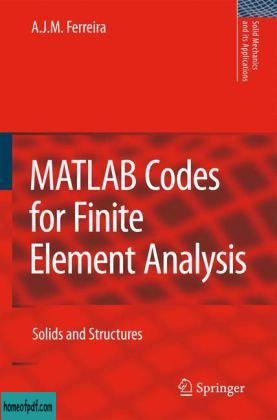 A.J.M. Ferreira
Solid Mechanics
and its Applications
MATLAB Codes
for Finite
Element Analysis
Solids and Structures
Springer
homeofpdf.com